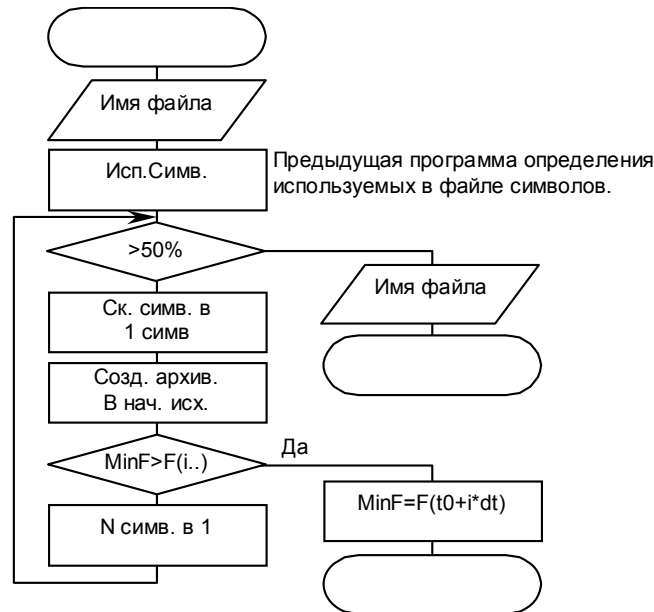 Имя файла
Исп.Симв.
Предыдущая программа определения
используемых в файле символов.
>50%
Имя файла
Ск. симв. в
1 симв
Созд. архив.
В нач. исх.
MinF>F(i..)
Да
MinF=F(t0+i*dt)
N симв. в 1